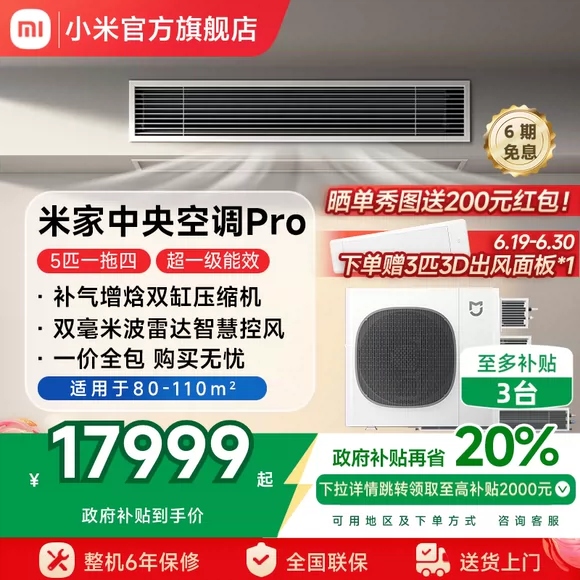 小米官方旗舰店
6期
免息
晒单秀图送200元红包!
米家中央空调Pro
6.19-6.30
5匹一拖四
超一级能效
下单赠3匹3D出风面板*1
补气增焓双缸压缩机
双毫米波雷达智慧控风
一价全包 购买无忧
适用于80-110m²
至多补贴
3台
¥17999起
政府补贴到手价
政府补贴再省20%
下拉详情跳转领取至高补贴2000元
可用地区及下单方式 咨询客服
整机6年保修
全国联保
送货上门